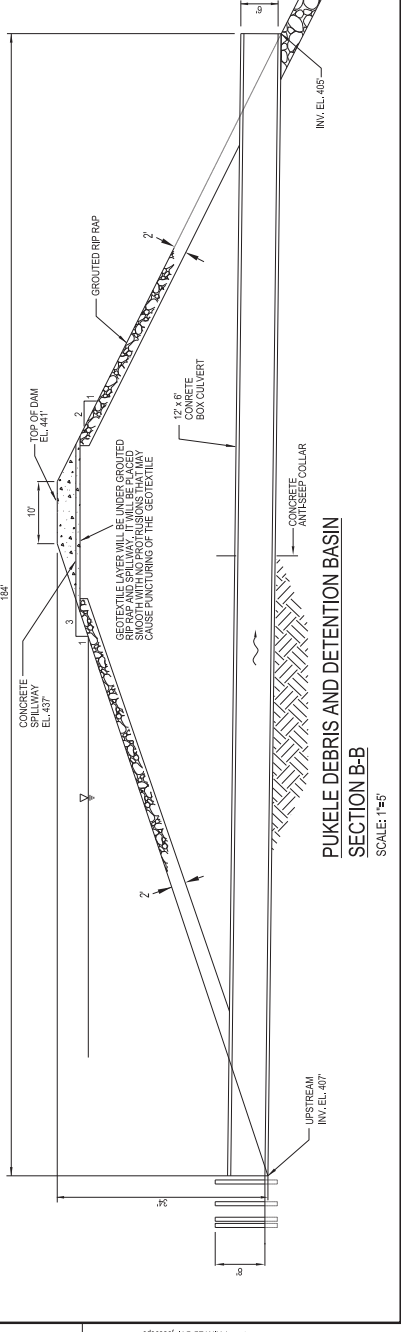 184'
6'
TOP OF DAM
EL. 441'
10'
CONCRETE
SPILLWAY
EL. 437'
3
1
2
1
2'
2'
GROUTED RIP RAP
GEOTEXTILE LAYER WILL BE UNDER GROUTED
RIP RAP AND SPILLWAY. IT WILL BE PLACED
SMOOTH WITH NO PROTRUSIONS THAT MAY
CAUSE PUNCTURING OF THE GEOTEXTILE
12' x 6'
CONRETE
BOX CULVERT
INV. EL. 405'
CONCRETE
ANTI-SEEP COLLAR
34'
8'
UPSTREAM
INV. EL. 407'
PUKELE DEBRIS AND DETENTION BASIN
SECTION B-B
SCALE: 1"=5'